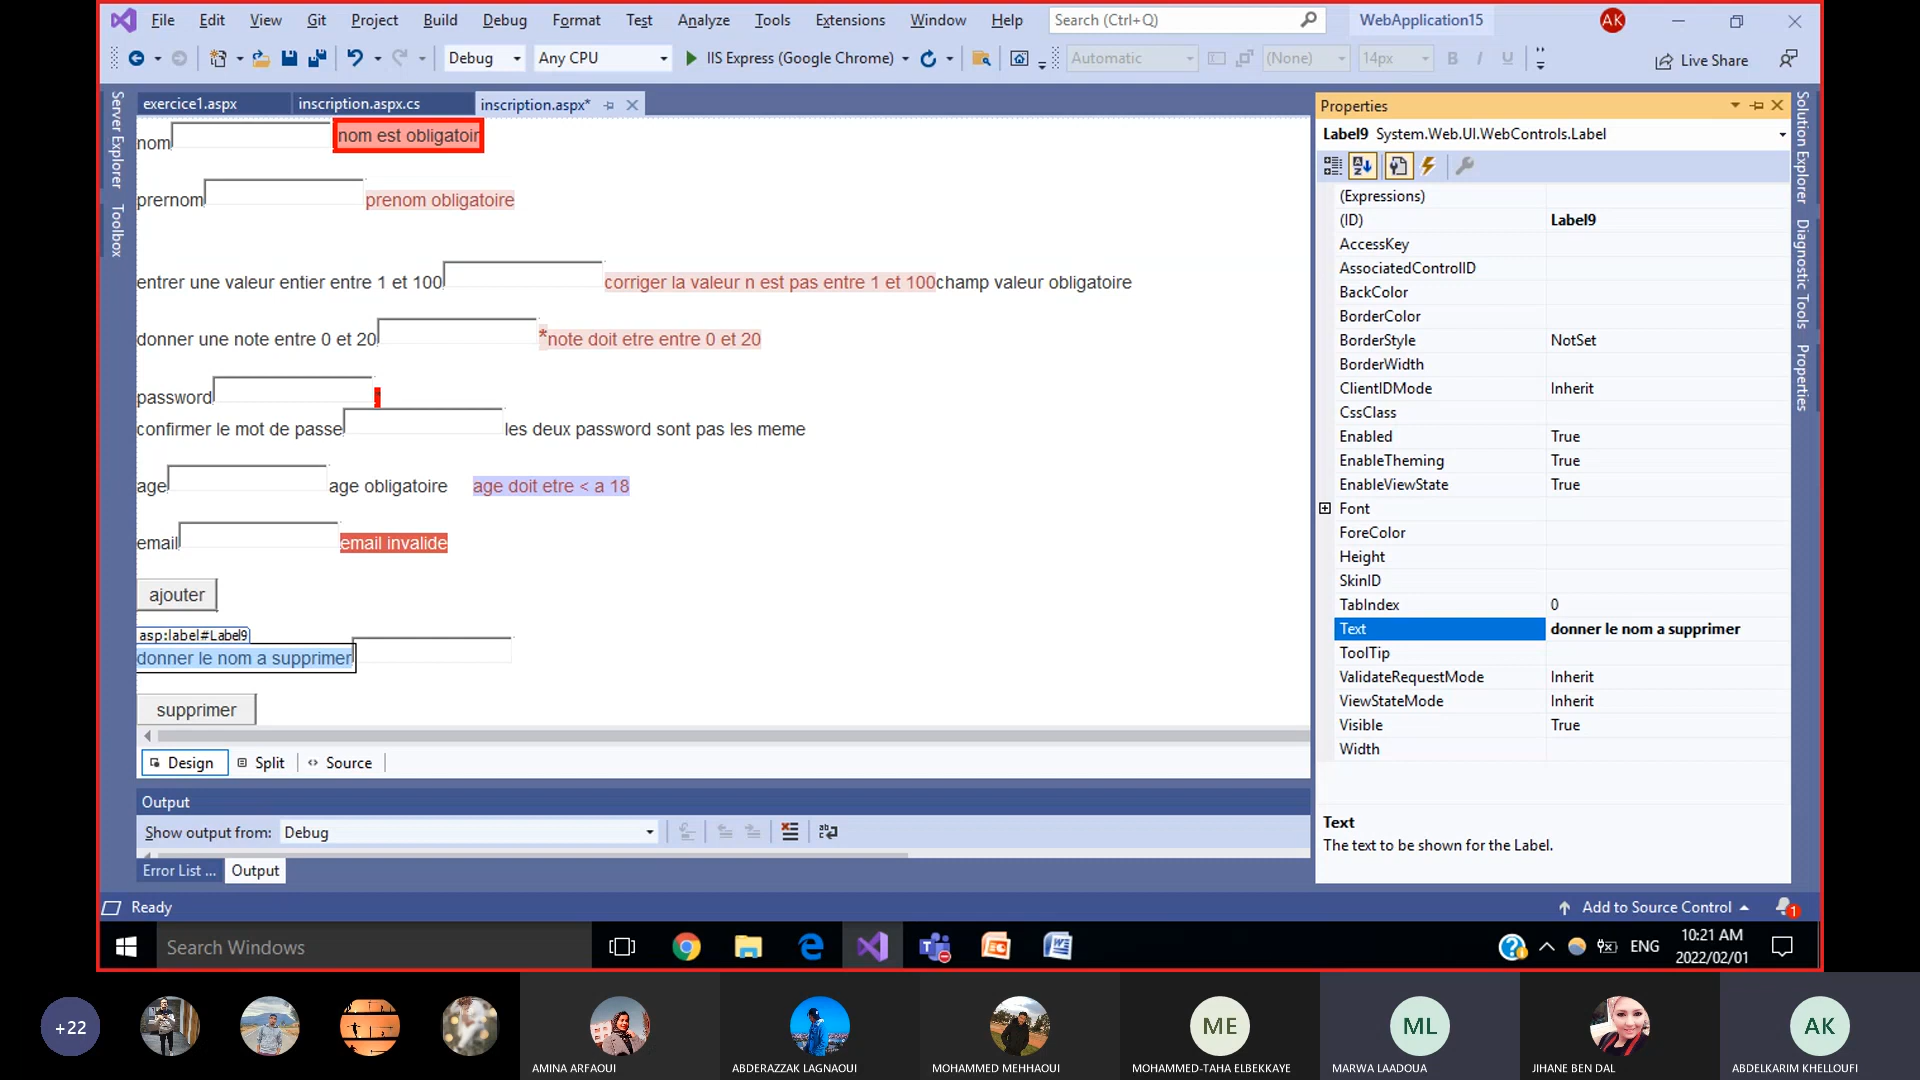 File Edit View Git Project Build Debug Format Test Analyze Tools Extensions Window Help Search (Ctrl+Q) WebApplication15 AK
Debug Any CPU IIS Express (Google Chrome) Automatic (None) 14px B I U Live Share
Server Explorer
Toolbox
exercice1.aspx inscription.aspx.cs inscription.aspx*
nom nom est obligatoir
prernom prenom obligatoire
entrer une valeur entier entre 1 et 100 corriger la valeur n est pas entre 1 et 100champ valeur obligatoire
donner une note entre 0 et 20 *note doit etre entre 0 et 20
password
confirmer le mot de passe les deux password sont pas les meme
age age obligatoire age doit etre < a 18
email email invalide
ajouter
asp:label#Label9
donner le nom a supprimer
supprimer
Design Split Source
Output
Show output from: Debug
Error List ... Output
Properties
Label9 System.Web.UI.WebControls.Label
(Expressions)
(ID) Label9
AccessKey
AssociatedControlID
BackColor
BorderColor
BorderStyle NotSet
BorderWidth
ClientIDMode Inherit
CssClass
Enabled True
EnableTheming True
EnableViewState True
Font
ForeColor
Height
SkinID
TabIndex 0
Text donner le nom a supprimer
ToolTip
ValidateRequestMode Inherit
ViewStateMode Inherit
Visible True
Width
Text
The text to be shown for the Label.
Solution Explorer
Diagnostic Tools
Properties
Ready Add to Source Control 1
Search Windows ENG 10:21 AM
2022/02/01
+22 ME ML AK
AMINA ARFAOUI ABDERAZZAK LAGNAOUI MOHAMMED MEHHAOUI MOHAMMED-TAHA ELBEKKAYE MARWA LAADOUA JIHANE BEN DAL ABDELKARIM KHELLOUFI